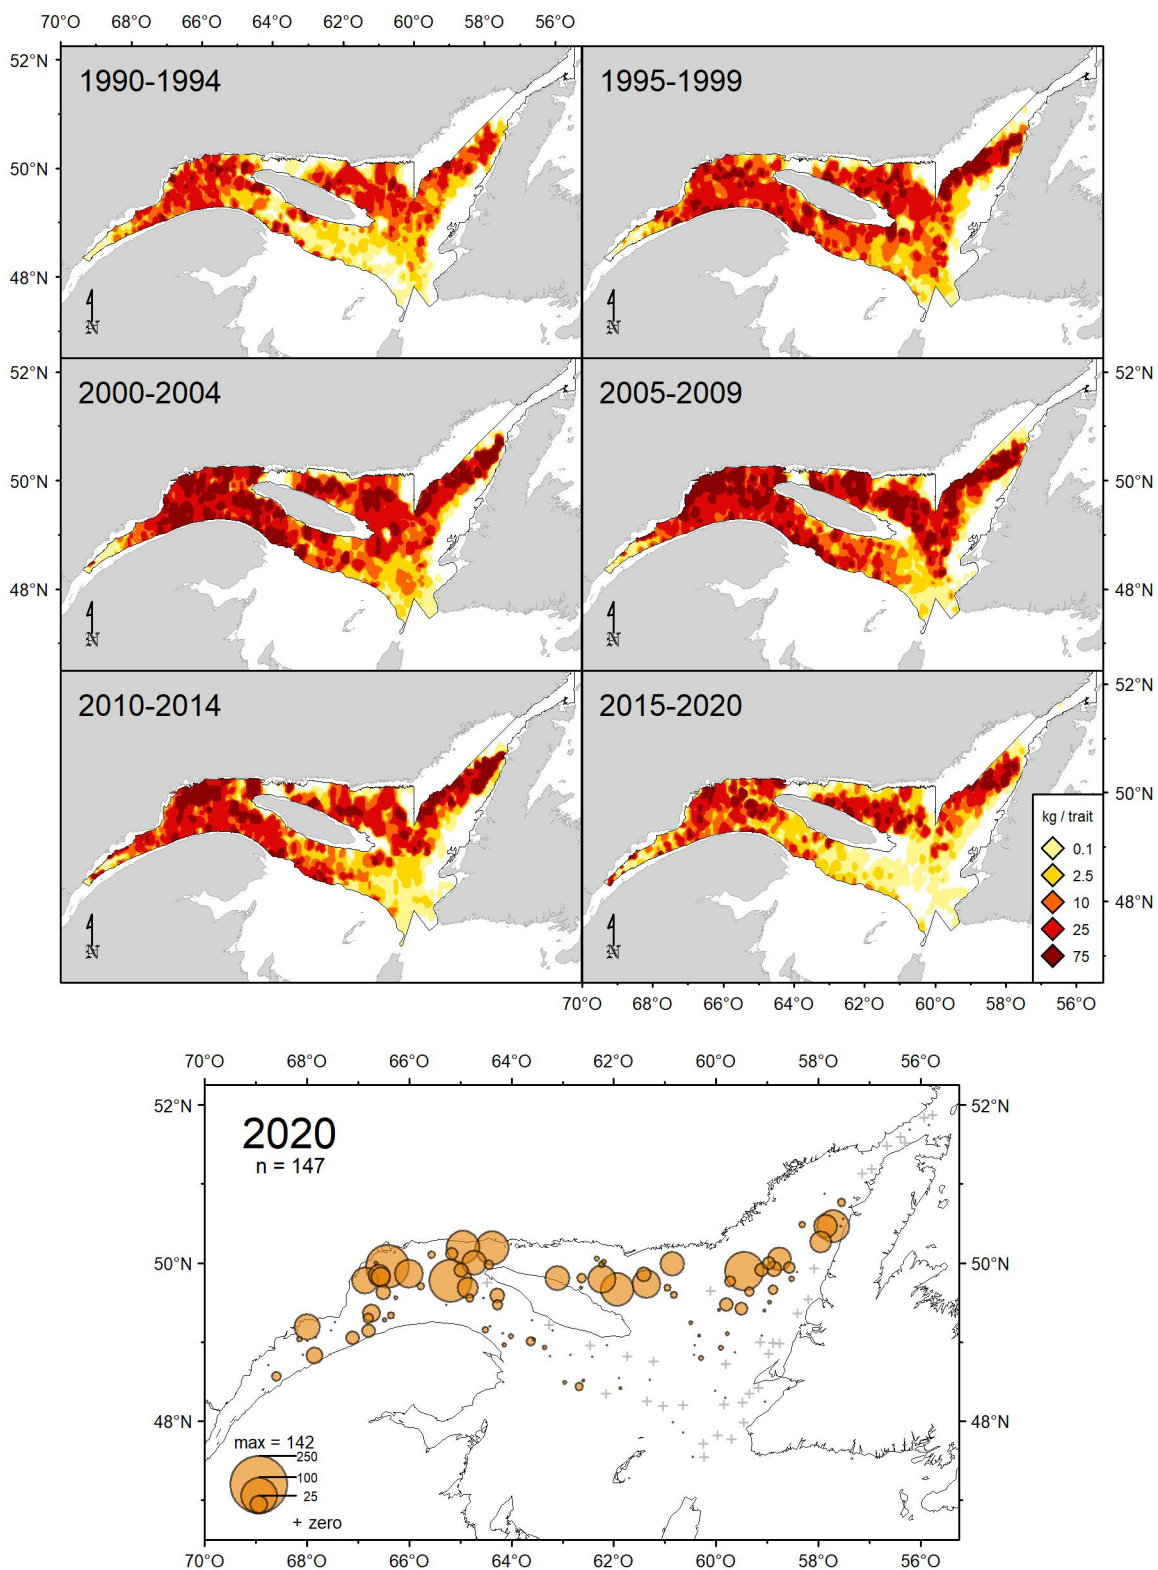 70°O 68°O 66°O 64°O 62°O 60°O 58°O 56°O
52°N
1990-1994
1995-1999
50°N
48°N
N
N
52°N
2000-2004
2005-2009
52°N
50°N
50°N
48°N
48°N
N
N
2010-2014
2015-2020
52°N
50°N
kg / trait
0.1
2.5
10
25
75
48°N
N
N
70°O 68°O 66°O 64°O 62°O 60°O 58°O 56°O
70°O 68°O 66°O 64°O 62°O 60°O 58°O 56°O
52°N
52°N
2020
n = 147
50°N
50°N
48°N
48°N
max = 142
250
100
25
+ zero
70°O 68°O 66°O 64°O 62°O 60°O 58°O 56°O